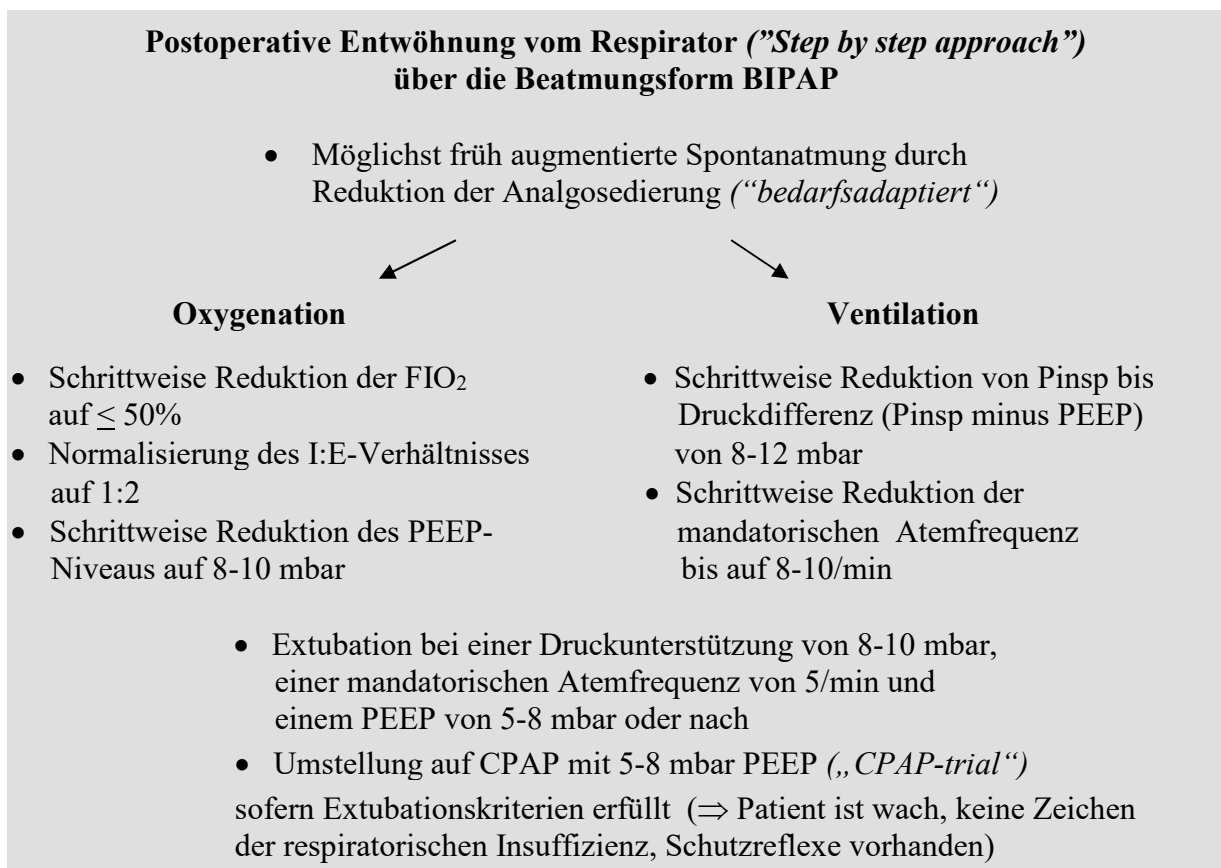 Postoperative Entwöhnung vom Respirator (”Step by step approach”)
über die Beatmungsform BIPAP
• Möglichst früh augmentierte Spontanatmung durch
Reduktion der Analgosedierung (“bedarfsadaptiert“)
Oxygenation
• Schrittweise Reduktion der FIO₂
auf ≤ 50%
• Normalisierung des I:E-Verhältnisses
auf 1:2
• Schrittweise Reduktion des PEEP-
Niveaus auf 8-10 mbar
Ventilation
• Schrittweise Reduktion von Pinsp bis
Druckdifferenz (Pinsp minus PEEP)
von 8-12 mbar
• Schrittweise Reduktion der
mandatorischen Atemfrequenz
bis auf 8-10/min
• Extubation bei einer Druckunterstützung von 8-10 mbar,
einer mandatorischen Atemfrequenz von 5/min und
einem PEEP von 5-8 mbar oder nach
• Umstellung auf CPAP mit 5-8 mbar PEEP („CPAP-trial“)
sofern Extubationskriterien erfüllt (⇒ Patient ist wach, keine Zeichen
der respiratorischen Insuffizienz, Schutzreflexe vorhanden)